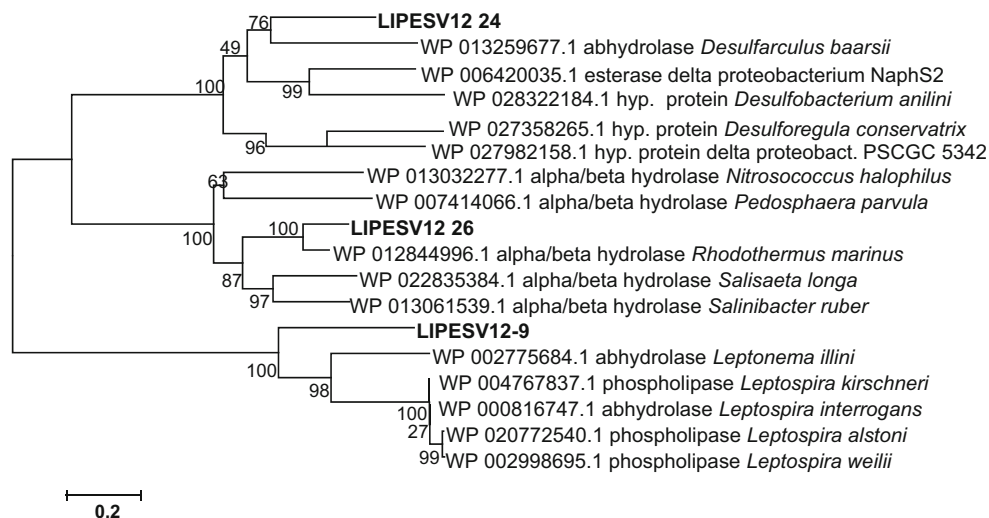 76
LIPESV12 24
49
WP 013259677.1 abhydrolase Desulfarculus baarsii
WP 006420035.1 esterase delta proteobacterium NaphS2
100
99
WP 028322184.1 hyp. protein Desulfobacterium anilini
WP 027358265.1 hyp. protein Desulforegula conservatrix
96
WP 027982158.1 hyp. protein delta proteobact. PSCGC 5342
63
WP 013032277.1 alpha/beta hydrolase Nitrosococcus halophilus
WP 007414066.1 alpha/beta hydrolase Pedosphaera parvula
100
100
LIPESV12 26
WP 012844996.1 alpha/beta hydrolase Rhodothermus marinus
87
WP 022835384.1 alpha/beta hydrolase Salisaeta longa
97
WP 013061539.1 alpha/beta hydrolase Salinibacter ruber
LIPESV12-9
100
WP 002775684.1 abhydrolase Leptonema illini
98
WP 004767837.1 phospholipase Leptospira kirschneri
100
WP 000816747.1 abhydrolase Leptospira interrogans
27
WP 020772540.1 phospholipase Leptospira alstoni
99
WP 002998695.1 phospholipase Leptospira weilii
0.2